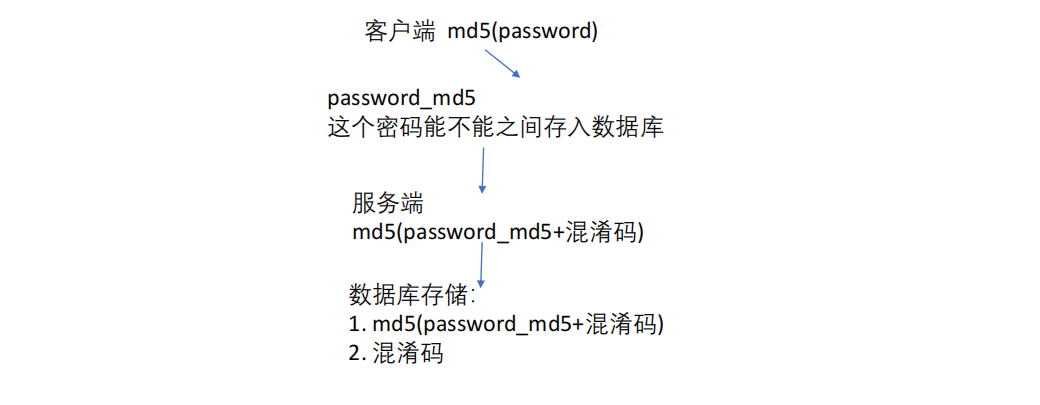 客户端 md5(password)
password_md5
这个密码能不能之间存入数据库
服务端
md5(password_md5+混淆码)
数据库存储:
1. md5(password_md5+混淆码)
2. 混淆码